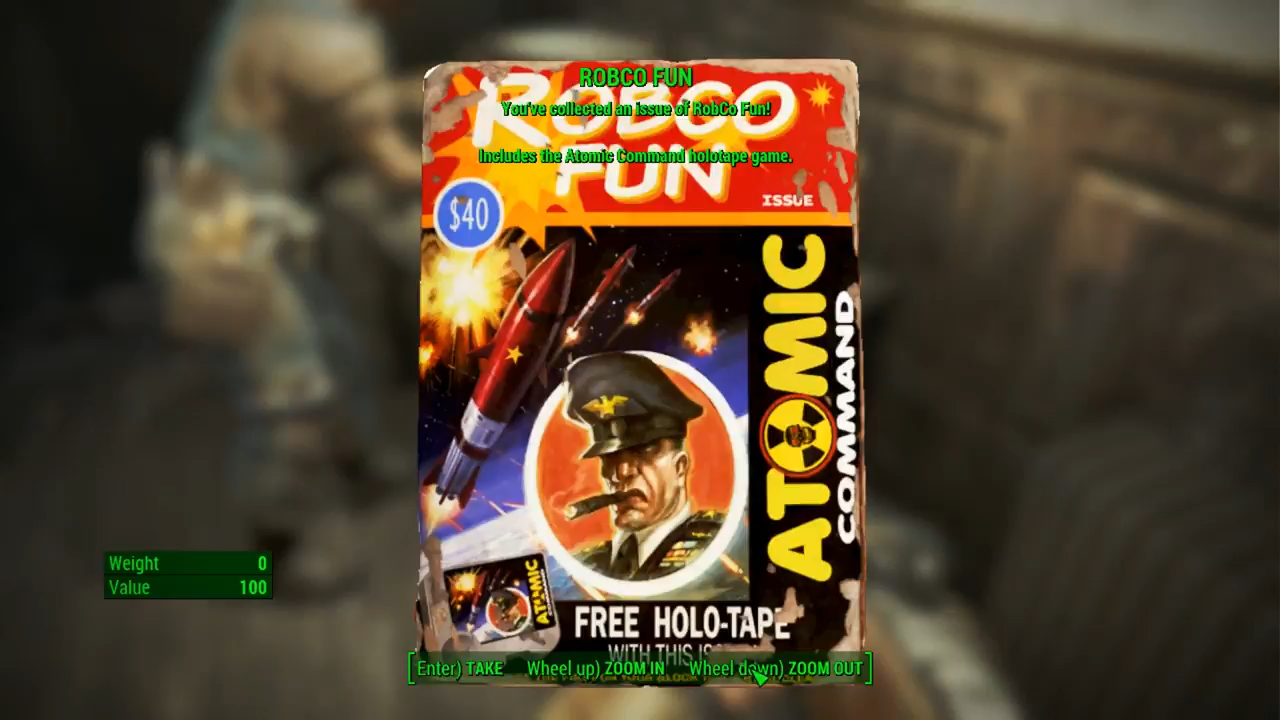 ROBCO FUN
You've collected an issue of RobCo Fun!
Includes the Atomic Command holotape game.
ROBCO
FUN
ISSUE
$40
ATOMIC
COMMAND
ATOMIC
FREE HOLO-TAPE
WITH THIS
Weight 0
Value 100
Enter) TAKE Wheel up) ZOOM IN Wheel down) ZOOM OUT